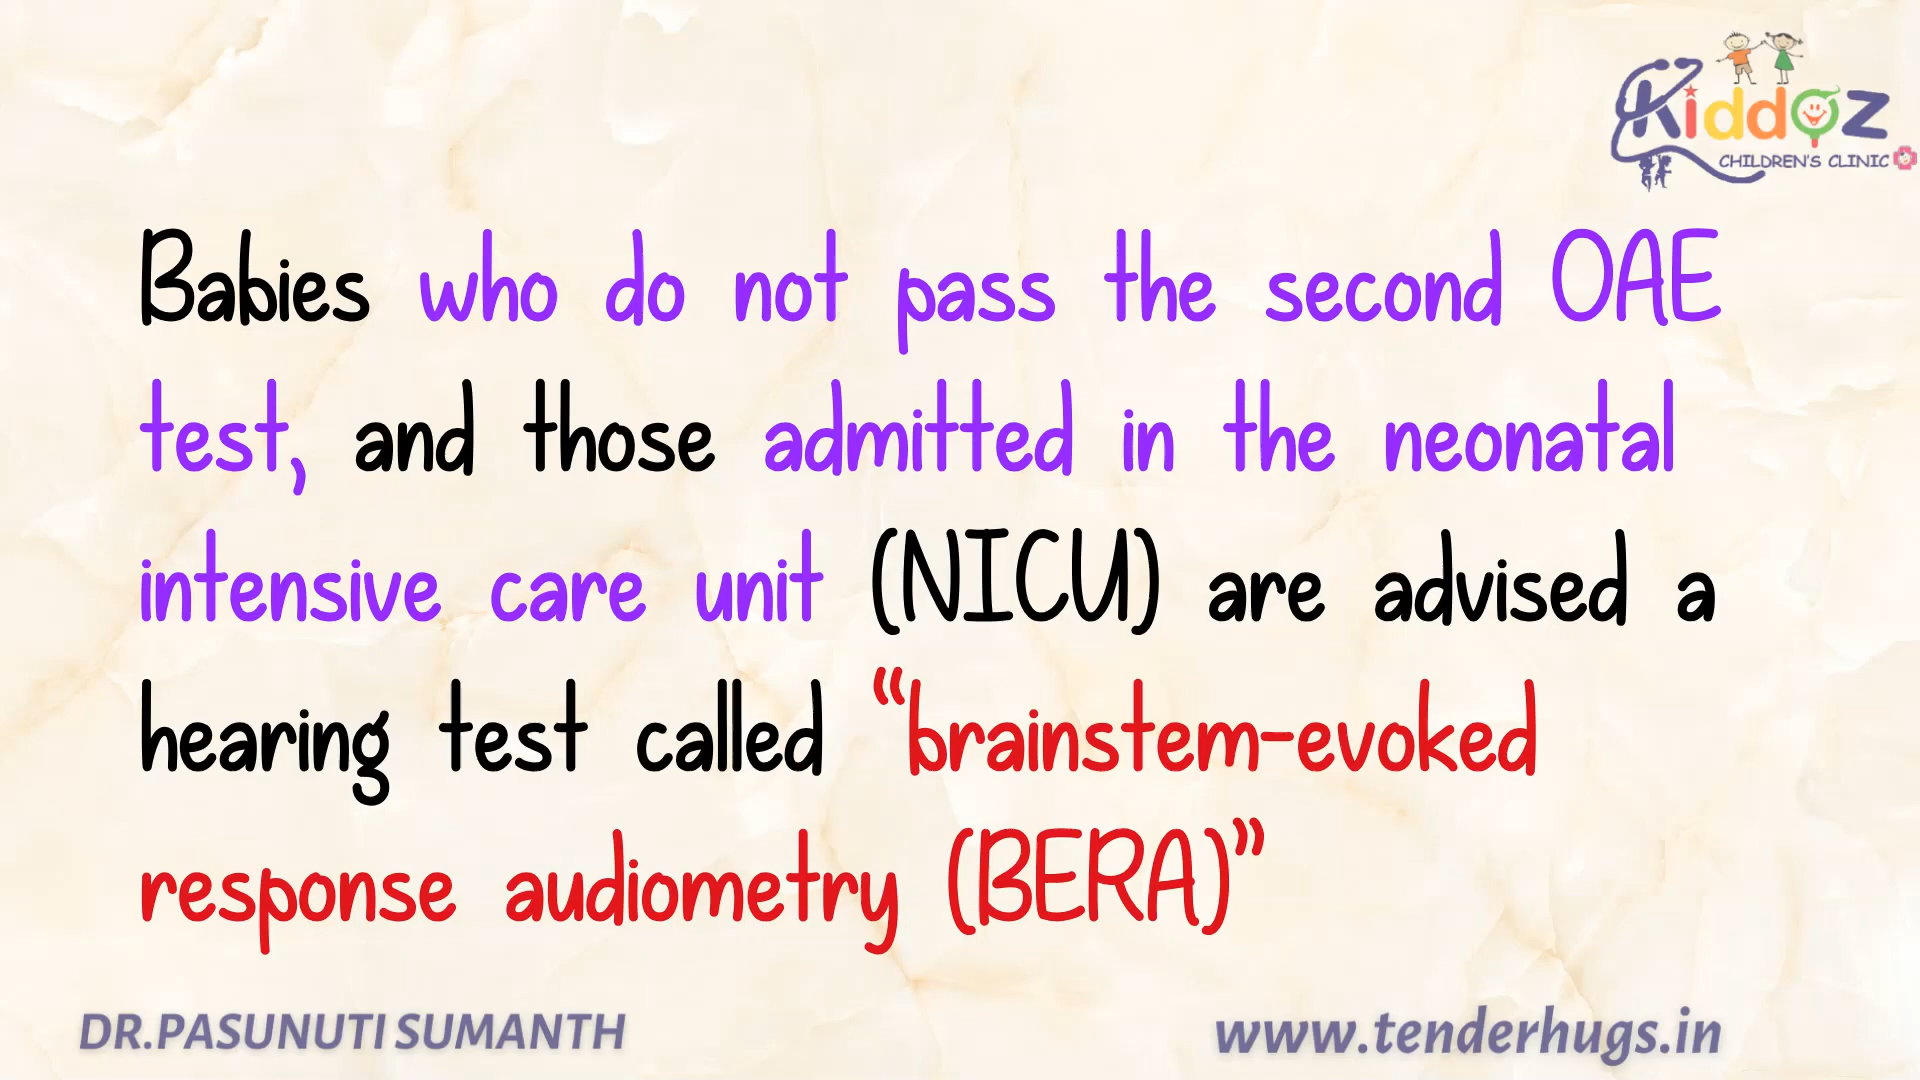 Kiddoz
CHILDREN'S CLINIC
Babies who do not pass the second OAE
test, and those admitted in the neonatal
intensive care unit (NICU) are advised a
hearing test called “brainstem-evoked
response audiometry (BERA)”
DR.PASUNUTI SUMANTH
www.tenderhugs.in